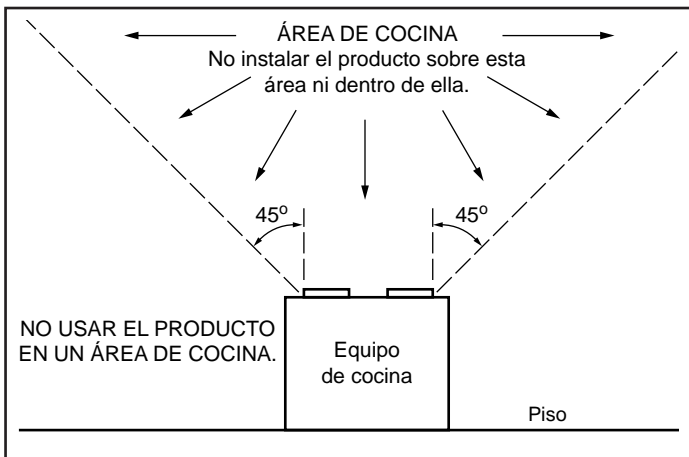 ÁREA DE COCINA
No instalar el producto sobre esta
área ni dentro de ella.
45º
45º
NO USAR EL PRODUCTO
EN UN ÁREA DE COCINA.
Equipo
de cocina
Piso